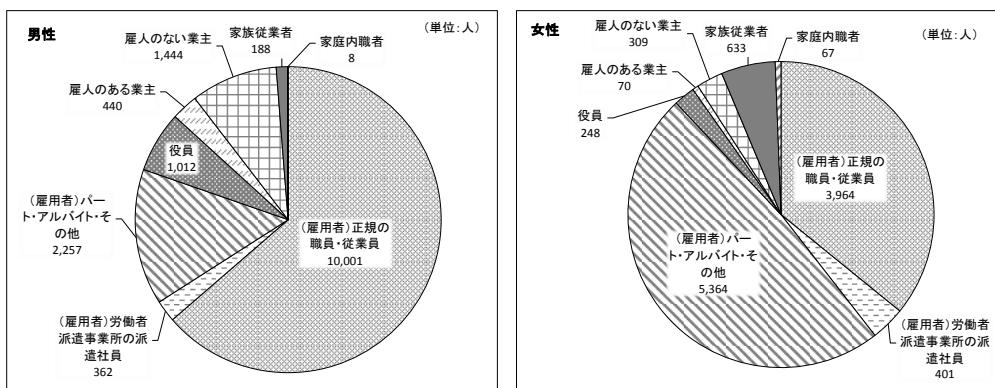 男性
（単位：人）
雇人のない業主
1,444
家族従業者
188
家庭内職者
8
雇人のある業主
440
役員
1,012
（雇用者）パー
ト・アルバイト・そ
の他
2,257
（雇用者）正規の
職員・従業員
10,001
（雇用者）労働者
派遣事業所の派
遣社員
362
女性
（単位：人）
雇人のない業主
309
家族従業者
633
家庭内職者
67
雇人のある業主
70
役員
248
（雇用者）正規の
職員・従業員
3,964
（雇用者）パー
ト・アルバイト・そ
の他
5,364
（雇用者）労働者
派遣事業所の派
遣社員
401